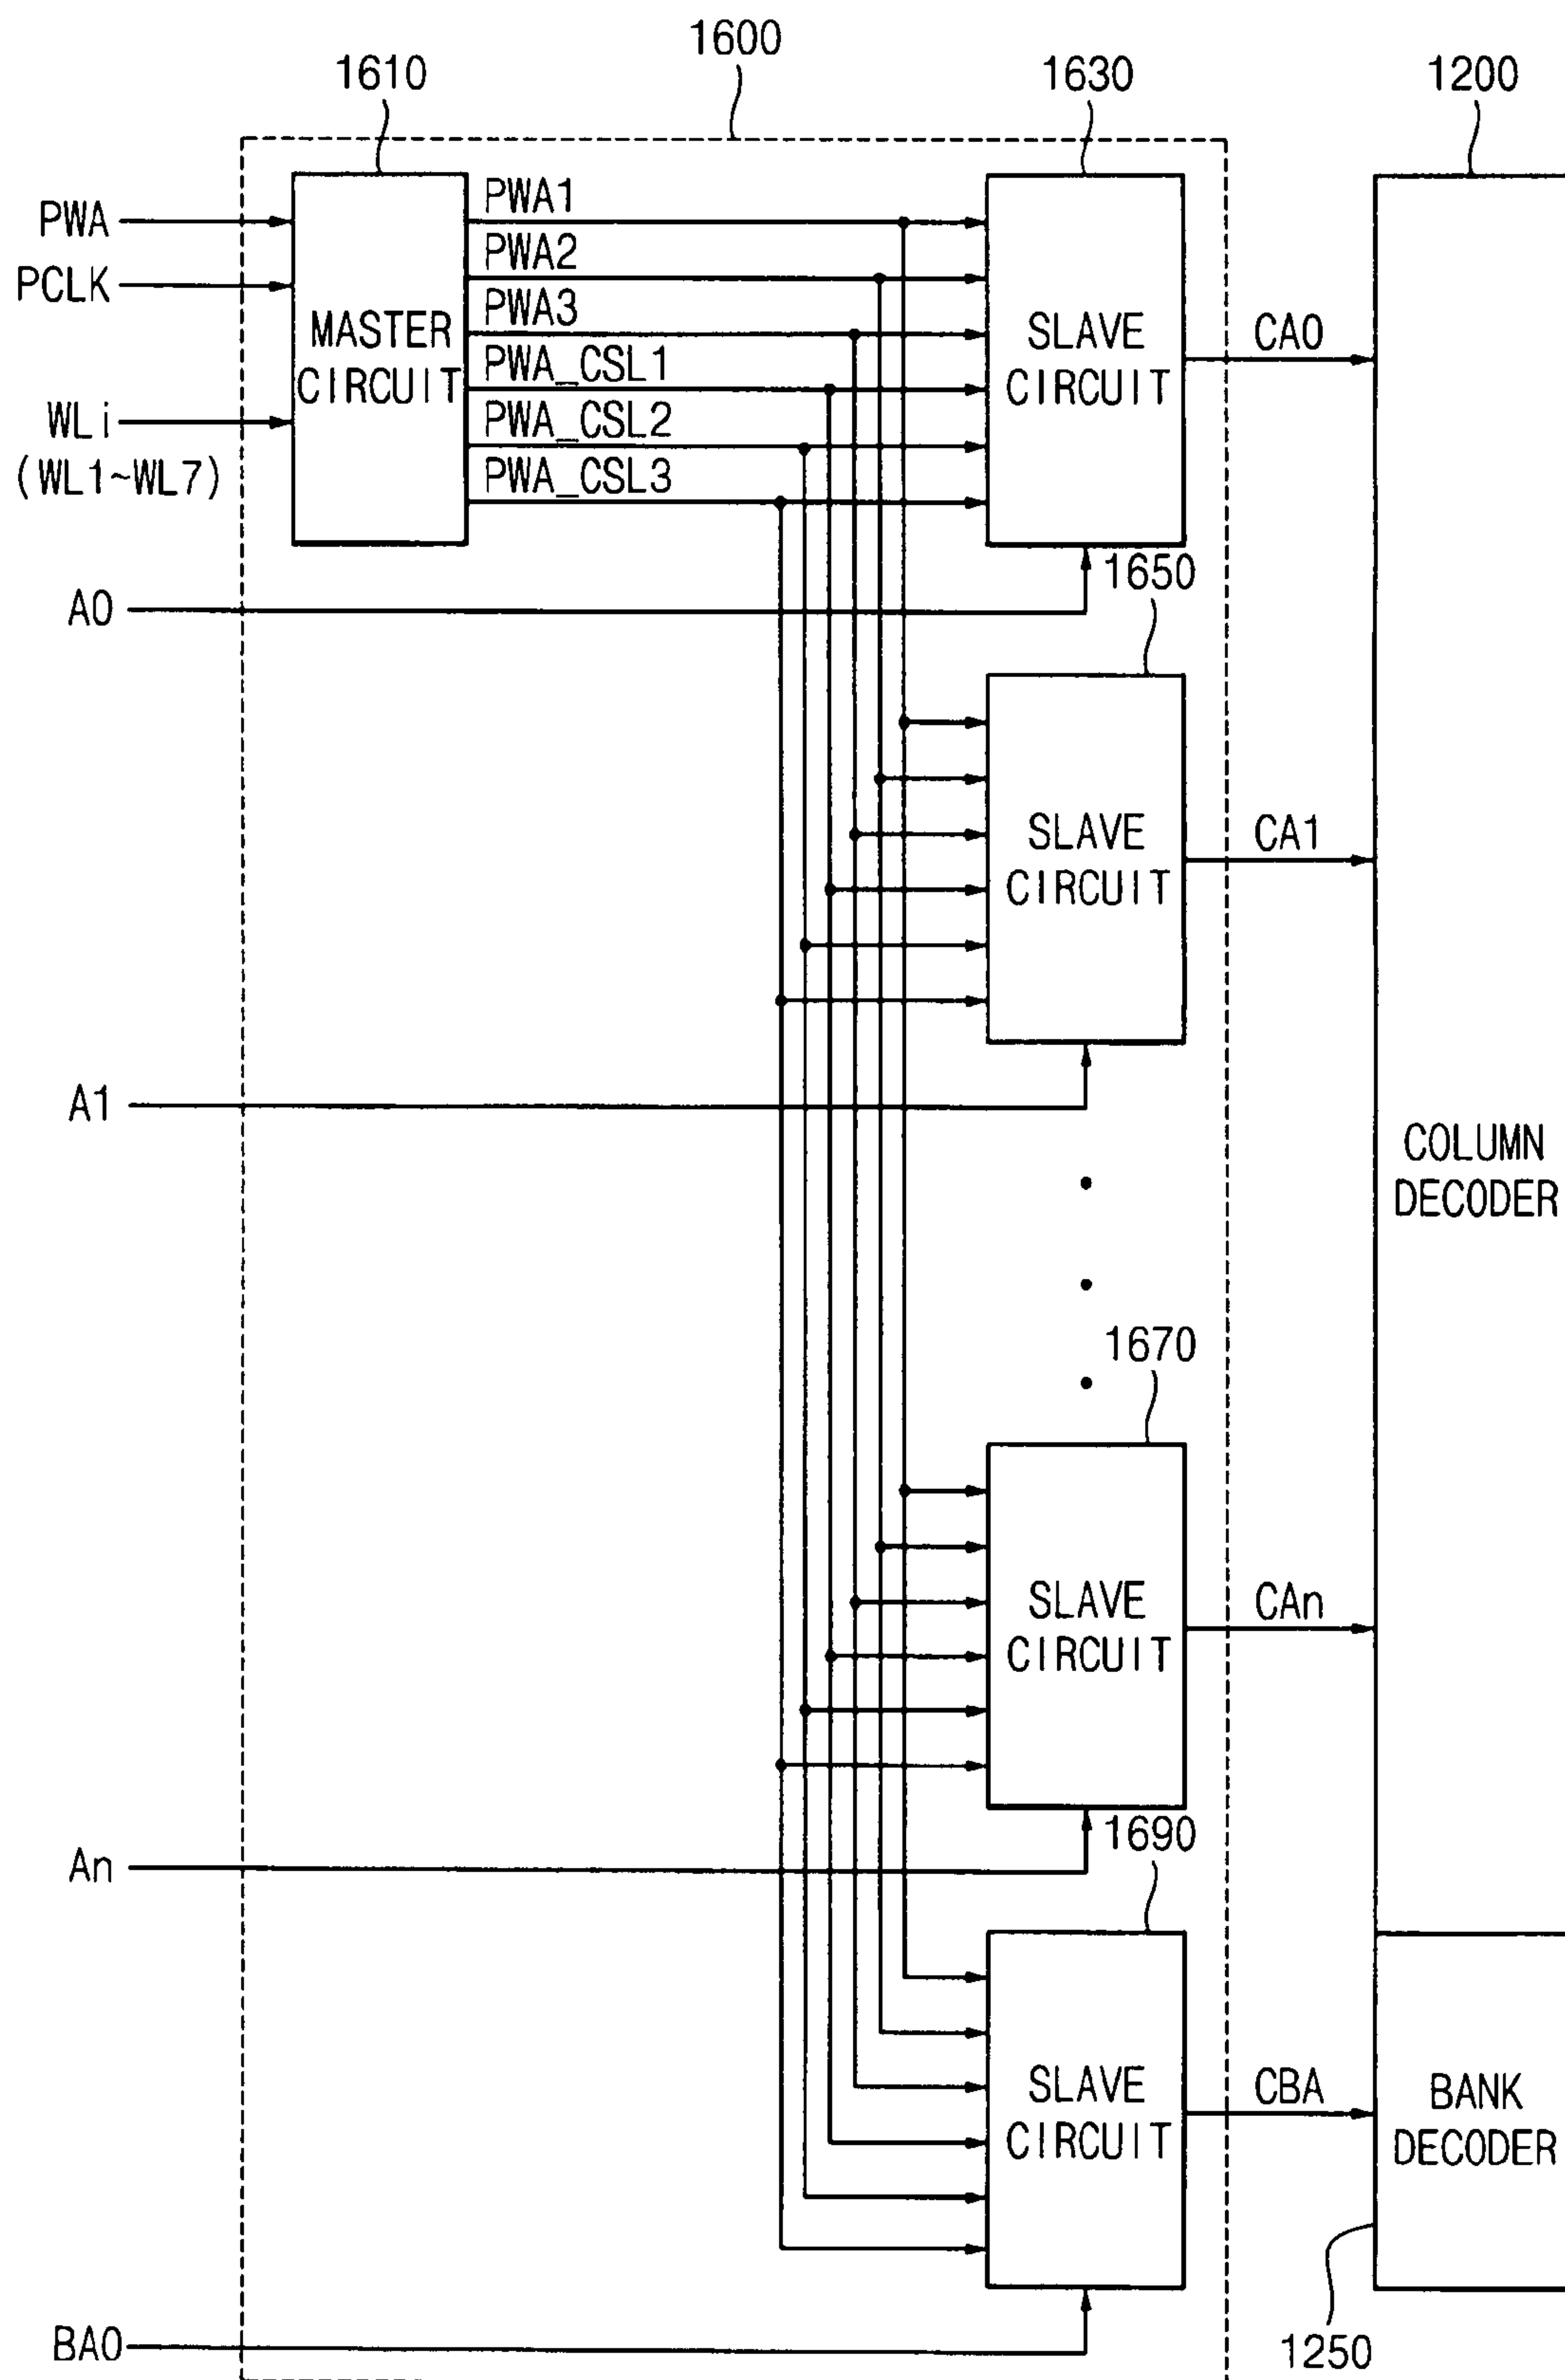 1600
1610
1630
1200
PWA
PCLK
WLi
(WL1~WL7)
MASTER
CIRCUIT
PWA1
PWA2
PWA3
PWA_CSL1
PWA_CSL2
PWA_CSL3
SLAVE
CIRCUIT
CA0
A0
1650
SLAVE
CIRCUIT
CA1
A1
COLUMN
DECODER
1670
SLAVE
CIRCUIT
CAn
An
1690
SLAVE
CIRCUIT
CBA
BANK
DECODER
BA0
1250